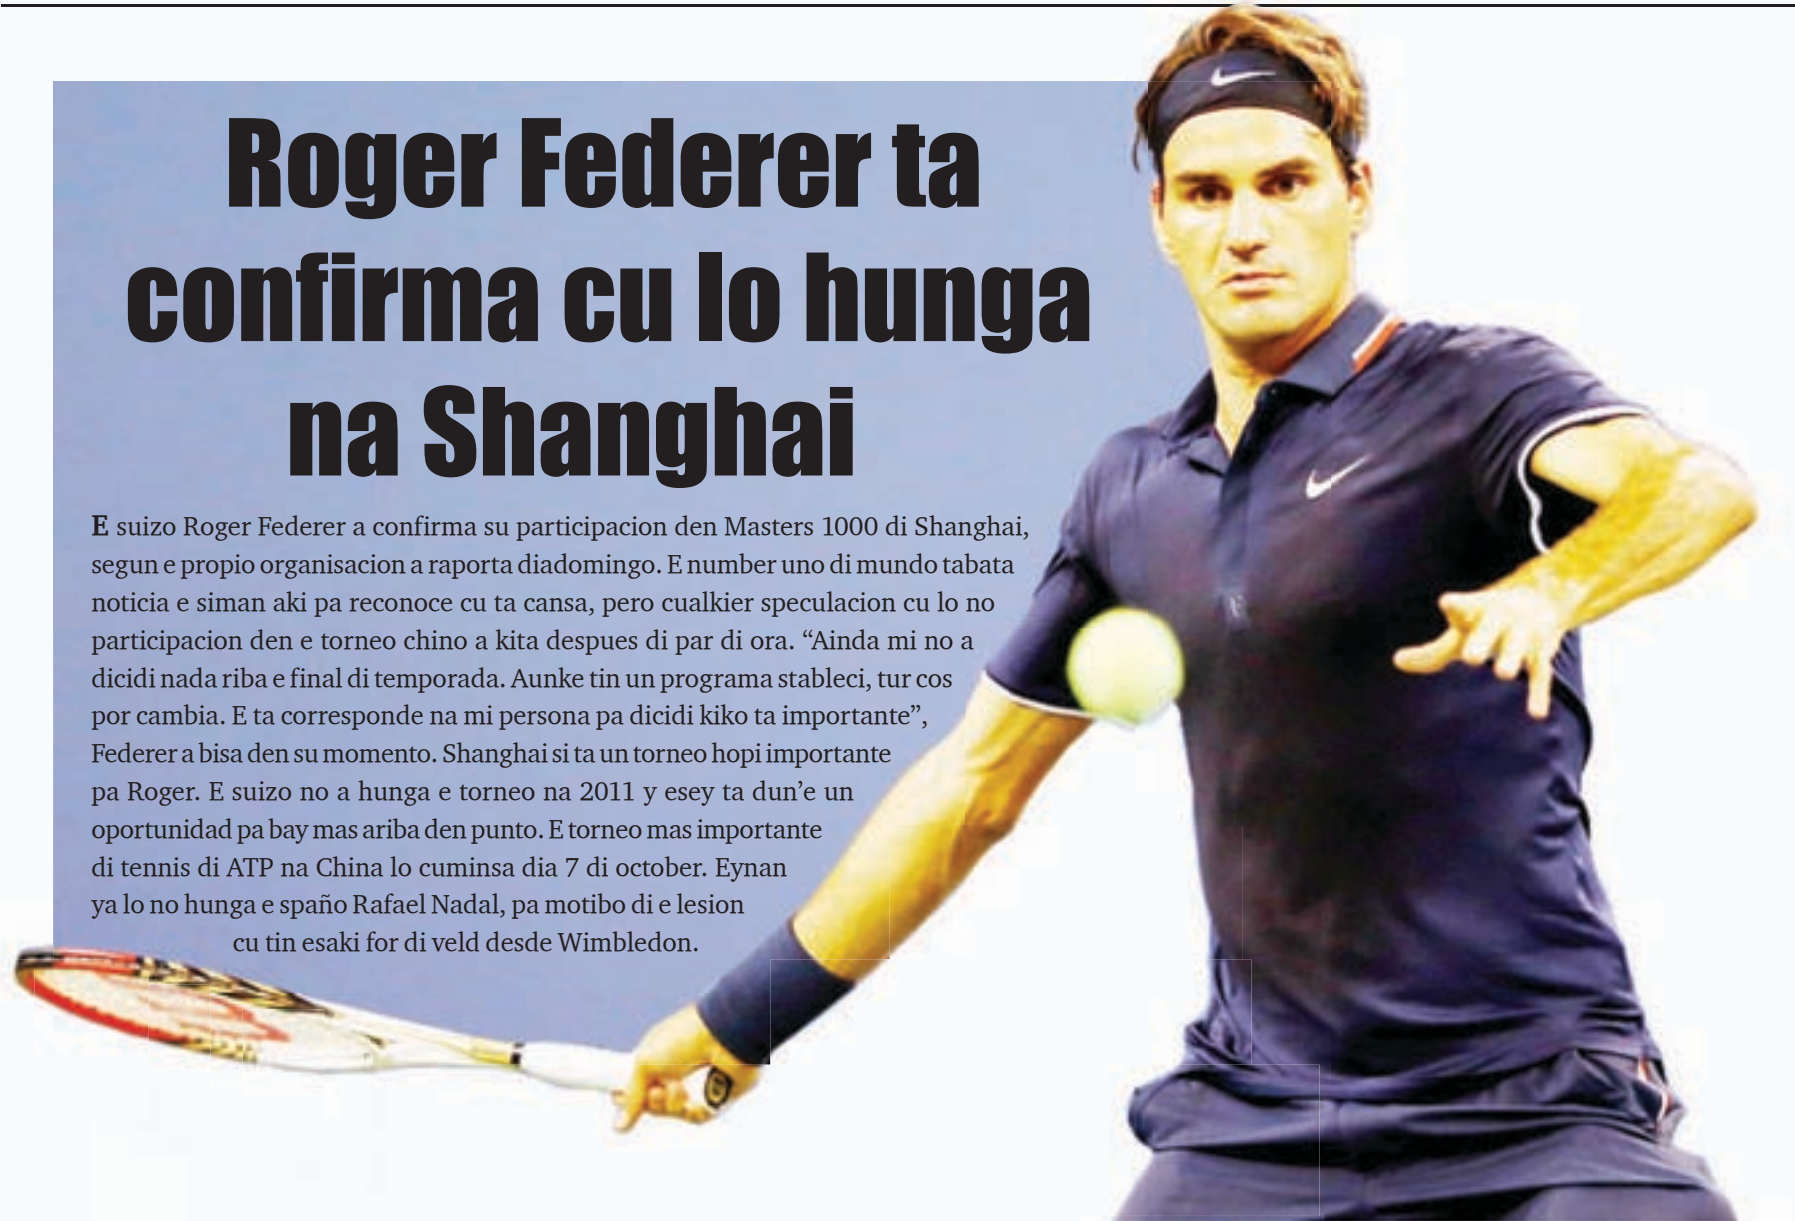 Roger Federer ta
confirma cu lo hunga
na Shanghai
E suizo Roger Federer a confirma su participacion den Masters 1000 di Shanghai,
segun e propio organisacion a raporta diadomingo. E number uno di mundo tabata
noticia e siman aki pa reconoce cu ta cansa, pero cualkier speculacion cu lo no
participacion den e torneo chino a kita despues di par di ora. “Ainda mi no a
dicidi nada riba e final di temporada. Aunke tin un programa stableci, tur cos
por cambia. E ta corresponde na mi persona pa dicidi kiko ta importante”,
Federer a bisa den su momento. Shanghai si ta un torneo hopi importante
pa Roger. E suizo no a hunga e torneo na 2011 y esey ta dun’e un
oportunidad pa bay mas ariba den punto. E torneo mas importante
di tennis di ATP na China lo cuminsa dia 7 di october. Eynan
ya lo no hunga e spaño Rafael Nadal, pa motibo di e lesion
cu tin esaki for di veld desde Wimbledon.